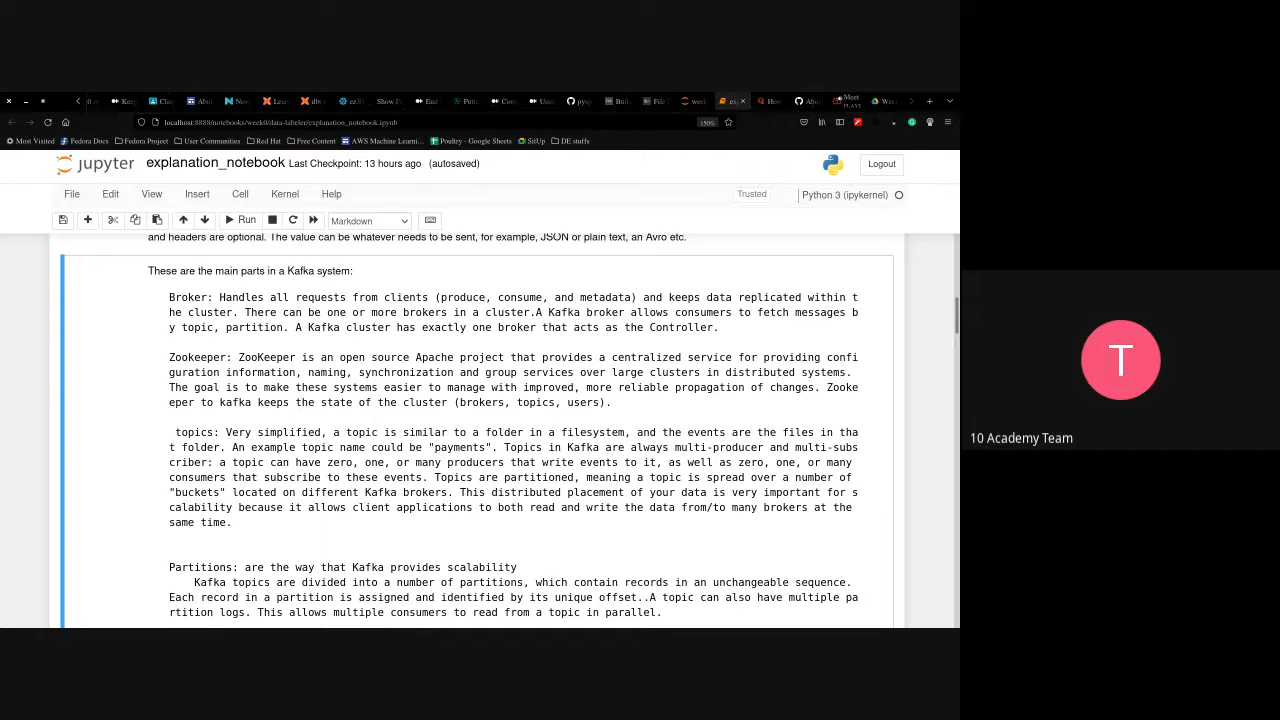 Most Visited Fedora Docs Fedora Project User Communities Red Hat Free Content AWS Machine Learni... Poultry - Google Sheets SitUp DE stuffs
localhost:8888/notebooks/week0/data-labeler/explanation_notebook.ipynb 150%
jupyter explanation_notebook Last Checkpoint: 13 hours ago (autosaved) Logout
File Edit View Insert Cell Kernel Help Trusted Python 3 (ipykernel)
Run Markdown
and headers are optional. The value can be whatever needs to be sent, for example, JSON or plain text, an Avro etc.
These are the main parts in a Kafka system:
Broker: Handles all requests from clients (produce, consume, and metadata) and keeps data replicated within t
he cluster. There can be one or more brokers in a cluster.A Kafka broker allows consumers to fetch messages b
y topic, partition. A Kafka cluster has exactly one broker that acts as the Controller.
Zookeeper: ZooKeeper is an open source Apache project that provides a centralized service for providing confi
guration information, naming, synchronization and group services over large clusters in distributed systems.
The goal is to make these systems easier to manage with improved, more reliable propagation of changes. Zooke
eper to kafka keeps the state of the cluster (brokers, topics, users).
topics: Very simplified, a topic is similar to a folder in a filesystem, and the events are the files in tha
t folder. An example topic name could be "payments". Topics in Kafka are always multi-producer and multi-subs
criber: a topic can have zero, one, or many producers that write events to it, as well as zero, one, or many
consumers that subscribe to these events. Topics are partitioned, meaning a topic is spread over a number of
"buckets" located on different Kafka brokers. This distributed placement of your data is very important for s
calability because it allows client applications to both read and write the data from/to many brokers at the
same time.
Partitions: are the way that Kafka provides scalability
Kafka topics are divided into a number of partitions, which contain records in an unchangeable sequence.
Each record in a partition is assigned and identified by its unique offset..A topic can also have multiple pa
rtition logs. This allows multiple consumers to read from a topic in parallel.
T
10 Academy Team